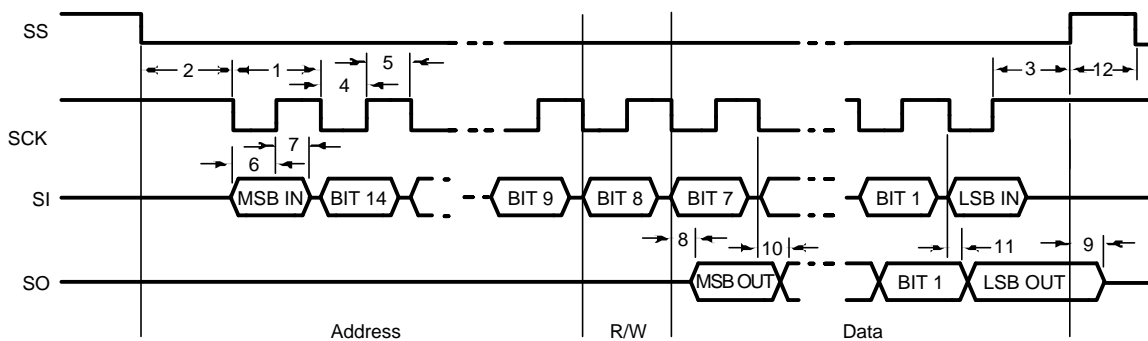 SS
5
2 1 3 12
4
SCK
7
6
SI MSB IN BIT 14 BIT 9 BIT 8 BIT 7 BIT 1 LSB IN
8 10 11 9
SO MSB OUT BIT 1 LSB OUT
Address R/W Data